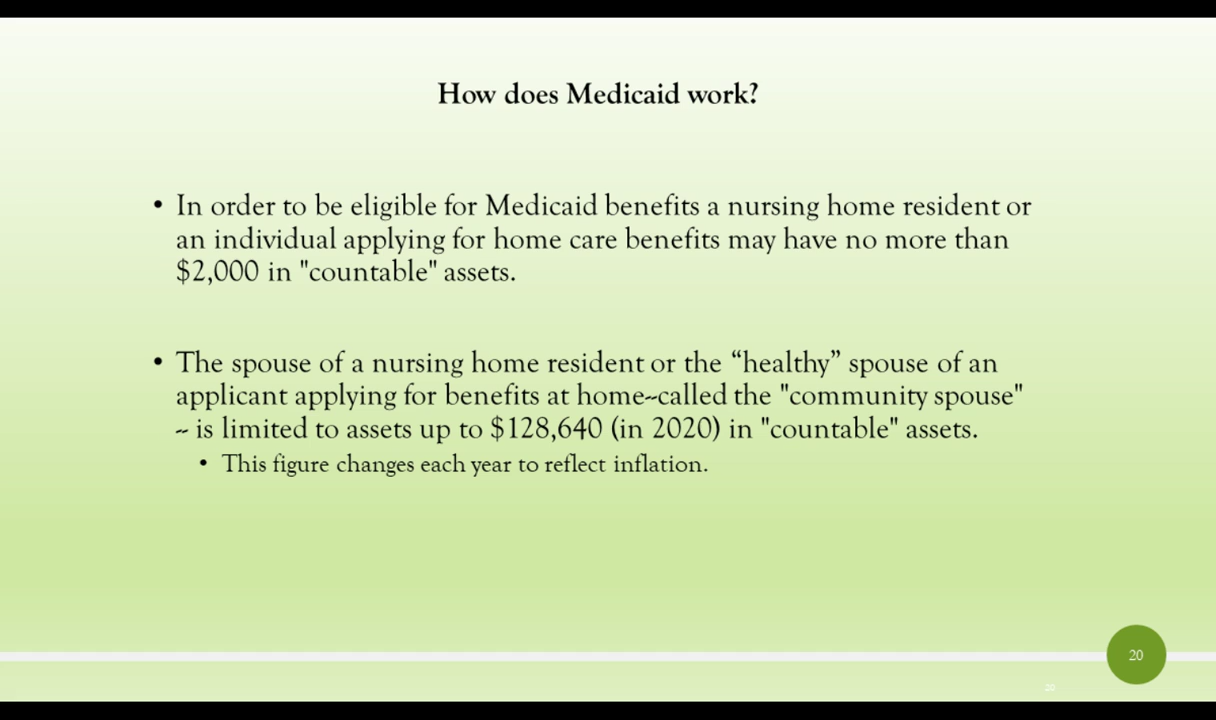 How does Medicaid work?
• In order to be eligible for Medicaid benefits a nursing home resident or
an individual applying for home care benefits may have no more than
$2,000 in "countable" assets.
• The spouse of a nursing home resident or the “healthy” spouse of an
applicant applying for benefits at home--called the "community spouse"
-- is limited to assets up to $128,640 (in 2020) in "countable" assets.
• This figure changes each year to reflect inflation.
20
20